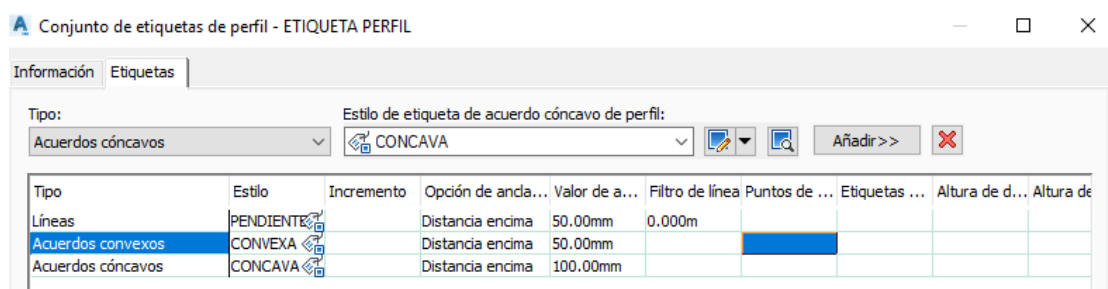 Conjunto de etiquetas de perfil - ETIQUETA PERFIL
Información Etiquetas
Tipo: Estilo de etiqueta de acuerdo cóncavo de perfil:
Acuerdos cóncavos CONCAVA Añadir>>
Tipo Estilo Incremento Opción de ancla... Valor de a... Filtro de línea Puntos de ... Etiquetas ... Altura de d... Altura de
Líneas PENDIENTE Distancia encima 50.00mm 0.000m
Acuerdos convexos CONVEXA Distancia encima 50.00mm
Acuerdos cóncavos CONCAVA Distancia encima 100.00mm